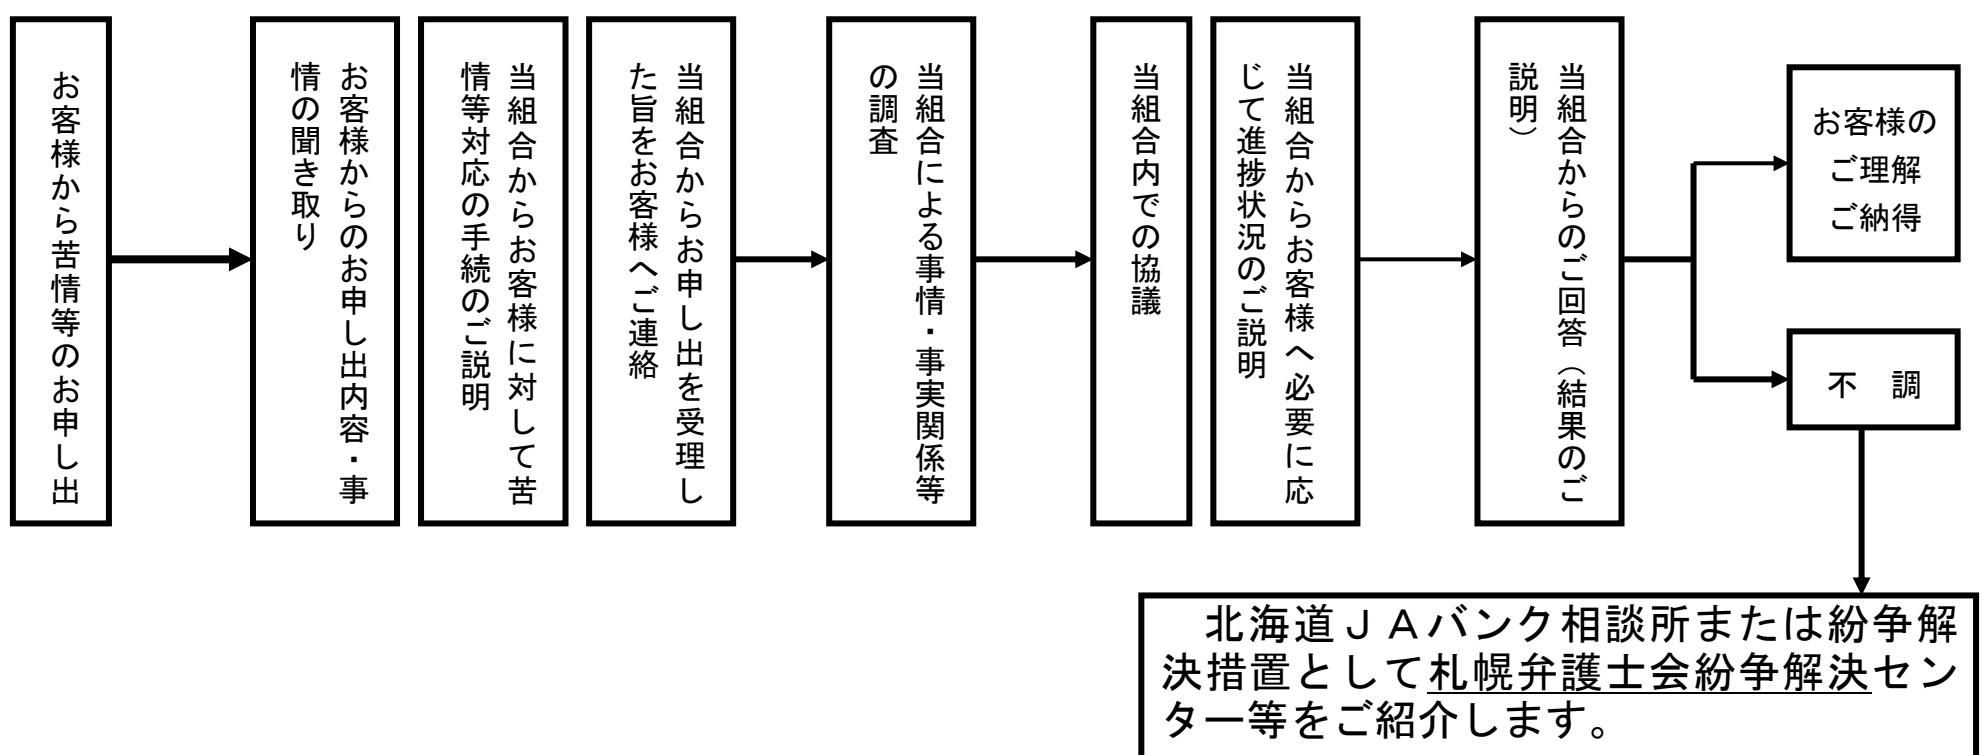 お客様から苦情等のお申し出
お客様からのお申し出内容・事
情の聞き取り
当組合からお客様に対して苦
情等対応の手続のご説明
当組合からお申し出を受理し
た旨をお客様へご連絡
当組合による事情・事実関係等
の調査
当組合内での協議
当組合からお客様へ必要に応
じて進捗状況のご説明
当組合からのご回答（結果のご
説明）
お客様の
ご理解
ご納得
不　調
北海道ＪＡバンク相談所または紛争解
決措置として札幌弁護士会紛争解決セン
ター等をご紹介します。